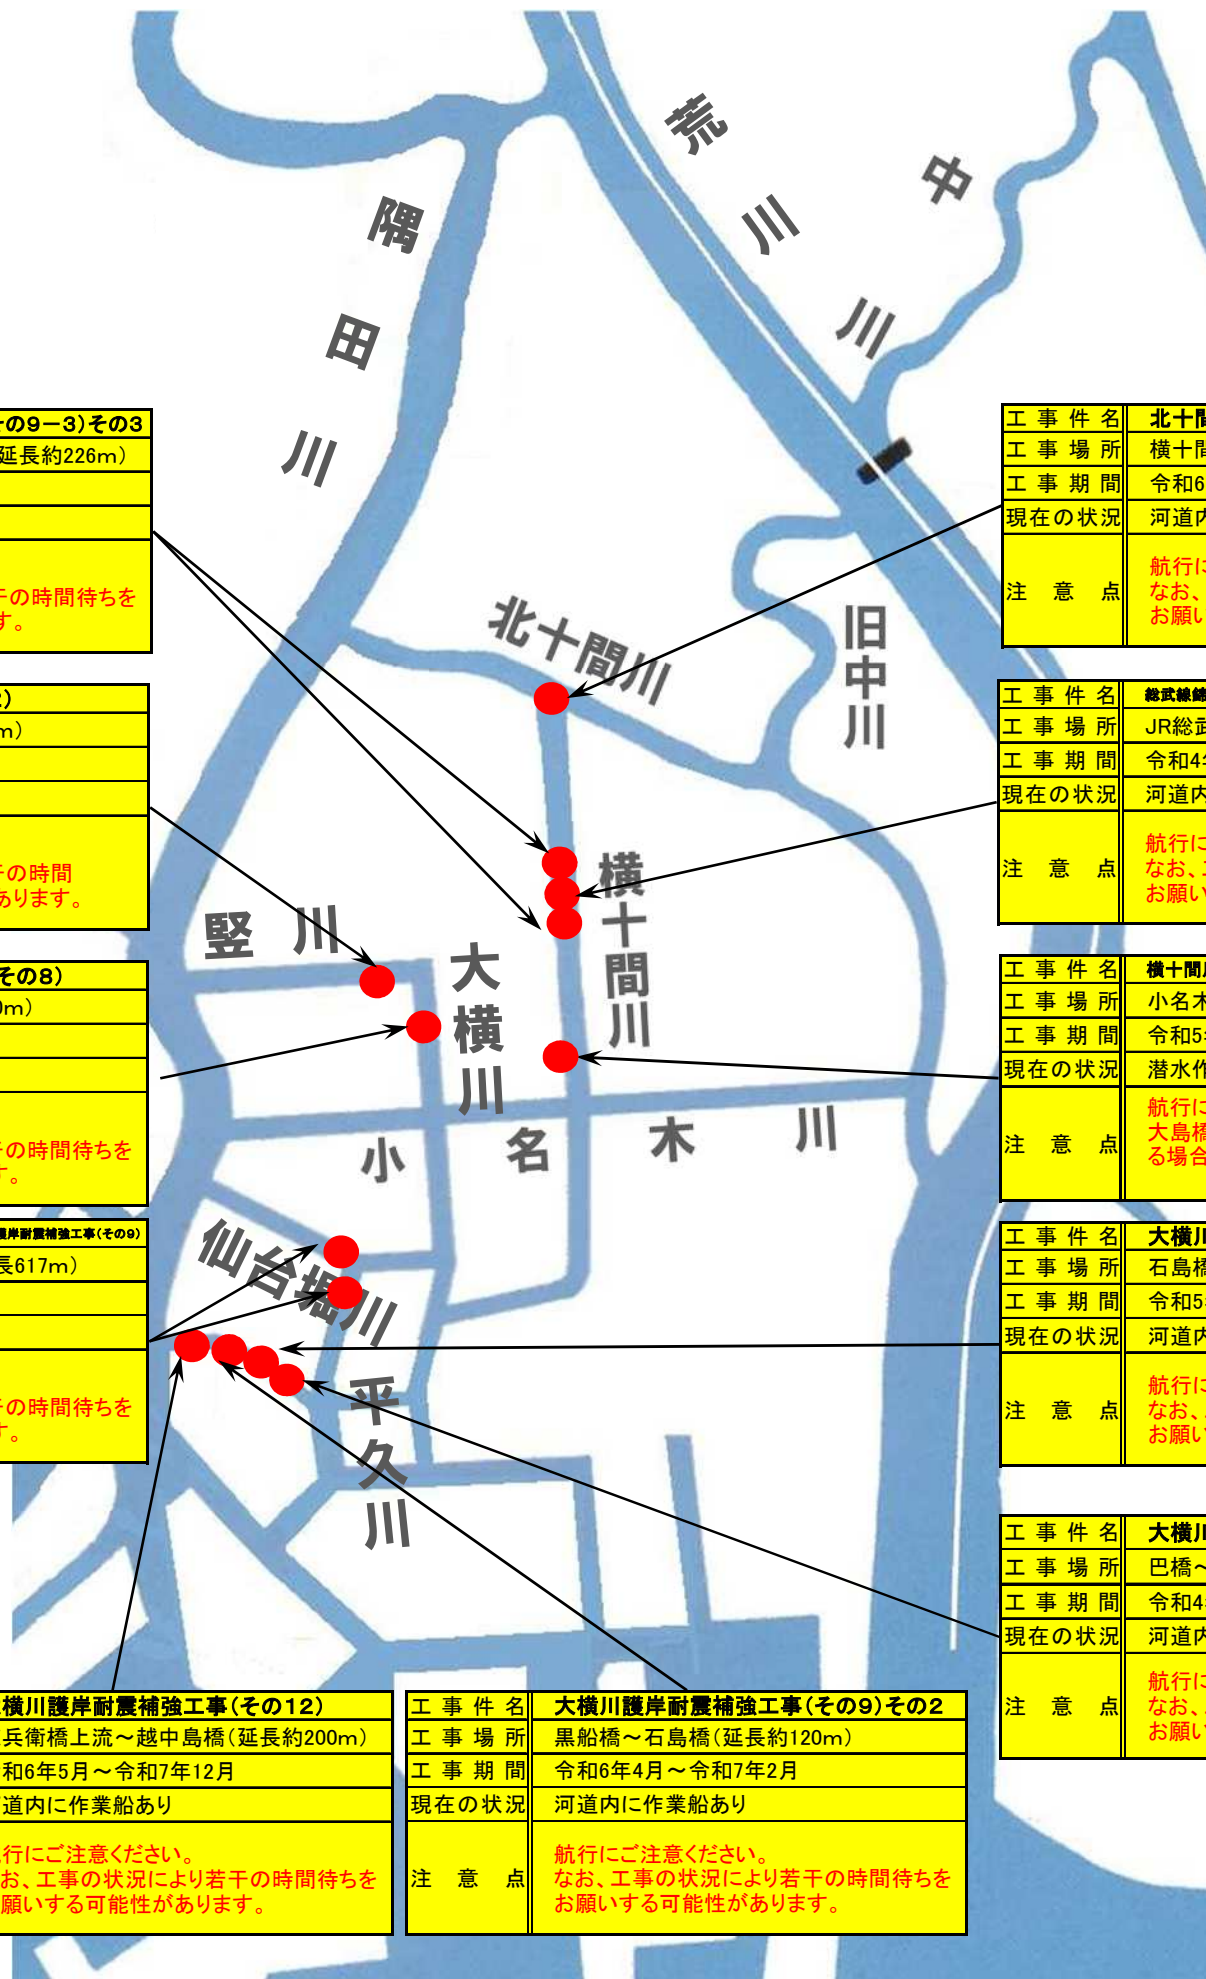 荒川
中川
隅田川
北十間川
旧中川
横十間川
竪川
大横川
小名木川
仙台堀川
平久川
その9－3)その3
延長約226m)
の時間待ちを
す。
)
m)
の時間
あります。
その8)
0m)
の時間待ちを
す。
護岸耐震補強工事(その9)
長617m)
の時間待ちを
す。
横川護岸耐震補強工事(その12)
兵衛橋上流～越中島橋(延長約200m)
和6年5月～令和7年12月
道内に作業船あり
行にご注意ください。
お、工事の状況により若干の時間待ちを
願いする可能性があります。
工事件名 大横川護岸耐震補強工事(その9)その2
工事場所 黒船橋～石島橋(延長約120m)
工事期間 令和6年4月～令和7年2月
現在の状況 河道内に作業船あり
注意点 航行にご注意ください。
なお、工事の状況により若干の時間待ちを
お願いする可能性があります。
工事件名 北十間
工事場所 横十間
工事期間 令和6
現在の状況 河道内
注意点 航行に
なお、
お願い
工事件名 総武線錦
工事場所 JR総武
工事期間 令和4年
現在の状況 河道内
注意点 航行に
なお、工
お願い
工事件名 横十間川
工事場所 小名木
工事期間 令和5年
現在の状況 潜水作
注意点 航行に
大島橋
る場合
工事件名 大横川
工事場所 石島橋
工事期間 令和5年
現在の状況 河道内
注意点 航行に
なお、
お願い
工事件名 大横川
工事場所 巴橋～
工事期間 令和4年
現在の状況 河道内
注意点 航行に
なお、
お願い